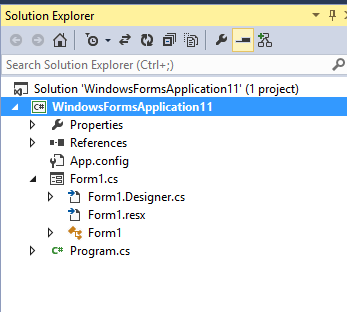 Solution Explorer
Search Solution Explorer (Ctrl+;)
Solution 'WindowsFormsApplication11' (1 project)
C# WindowsFormsApplication11
Properties
References
App.config
Form1.cs
Form1.Designer.cs
Form1.resx
Form1
C# Program.cs